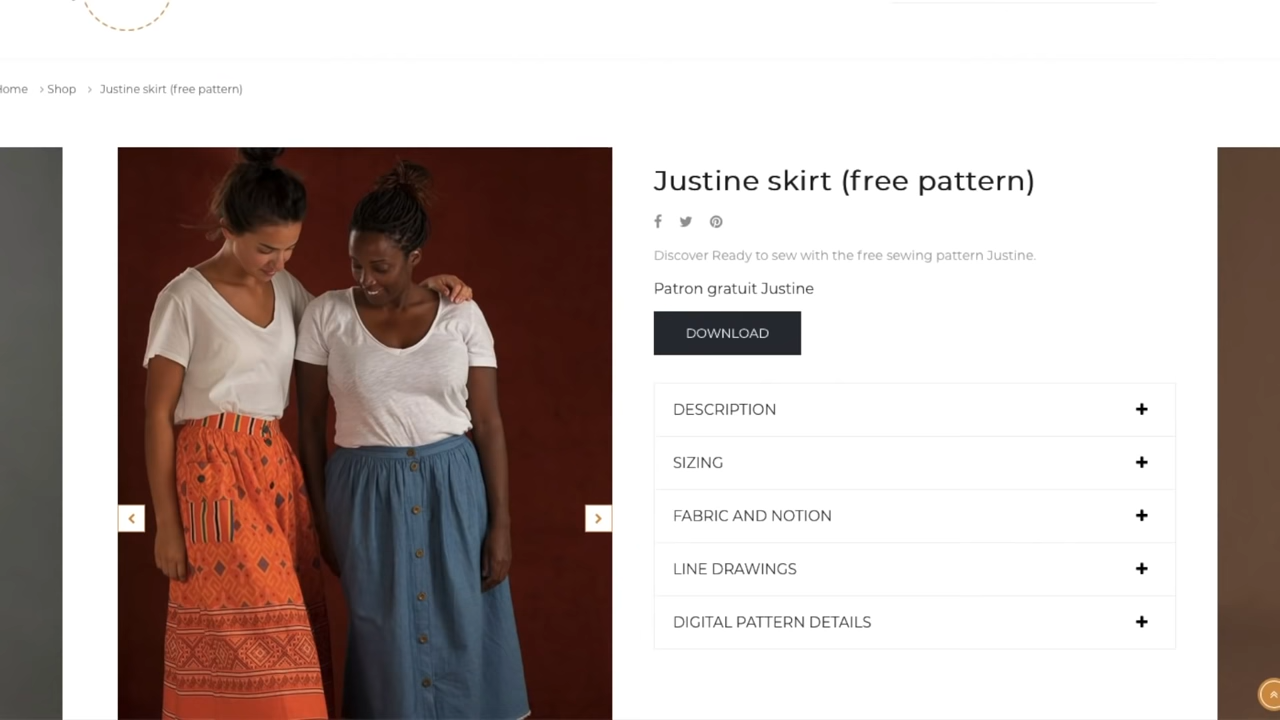 Home > Shop > Justine skirt (free pattern)
Justine skirt (free pattern)
Discover Ready to sew with the free sewing pattern Justine.
Patron gratuit Justine
DOWNLOAD
DESCRIPTION
SIZING
FABRIC AND NOTION
LINE DRAWINGS
DIGITAL PATTERN DETAILS